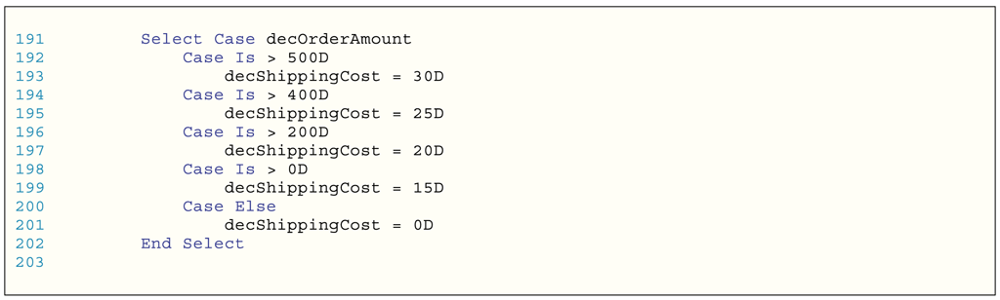 191         Select Case decOrderAmount
192             Case Is > 500D
193                 decShippingCost = 30D
194             Case Is > 400D
195                 decShippingCost = 25D
196             Case Is > 200D
197                 decShippingCost = 20D
198             Case Is > 0D
199                 decShippingCost = 15D
200             Case Else
201                 decShippingCost = 0D
202         End Select
203